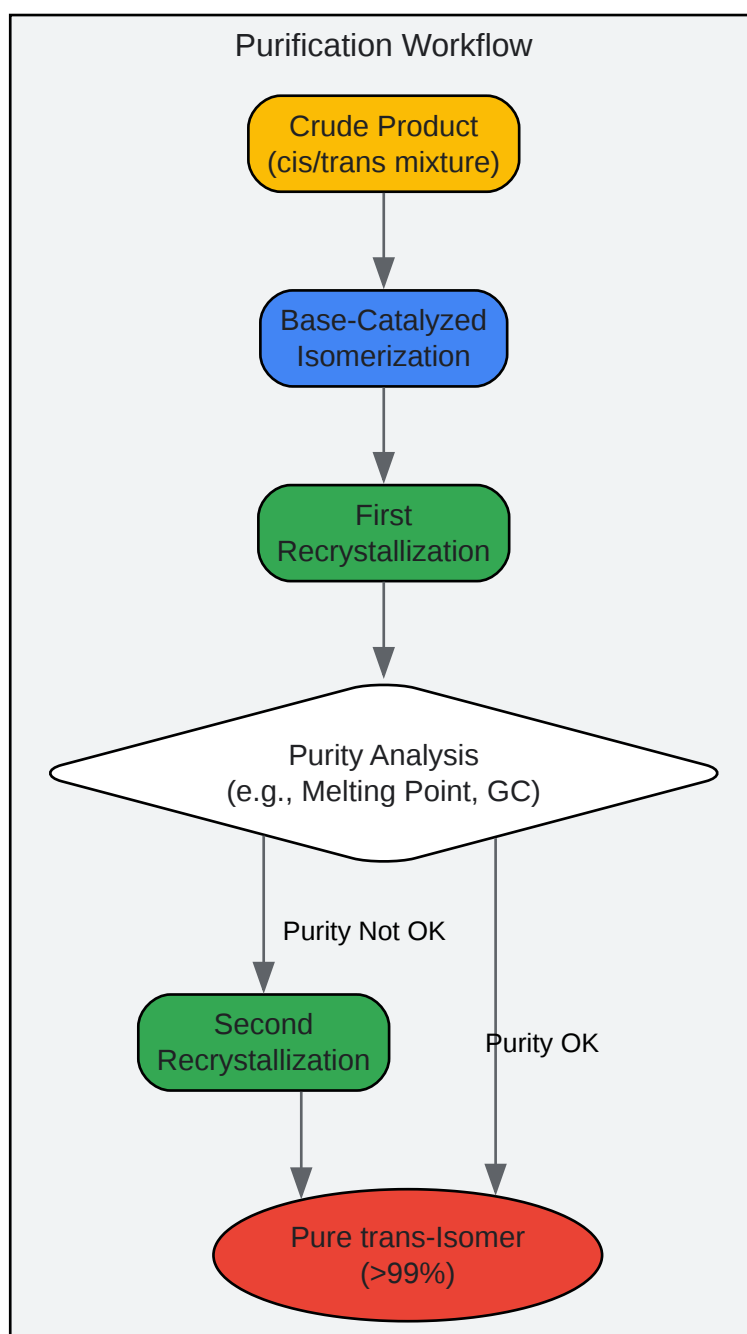 Purification Workflow
Crude Product
(cis/trans mixture)
Base-Catalyzed
Isomerization
First
Recrystallization
Purity Analysis
(e.g., Melting Point, GC)
Purity Not OK
Second
Recrystallization
Purity OK
Pure trans-Isomer
(>99%)